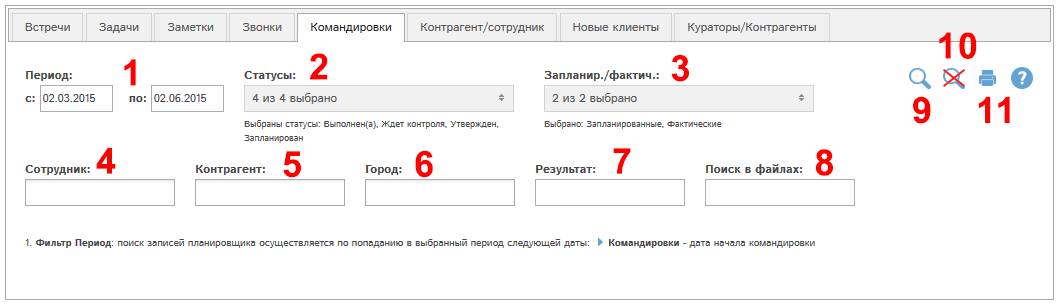 Встречи Задачи Заметки Звонки Командировки Контрагент/сотрудник Новые клиенты Кураторы/Контрагенты
Период: 1 Статусы: 2 Запланир./фактич.: 3 10
с: 02.03.2015 по: 02.06.2015 4 из 4 выбрано 2 из 2 выбрано ?
9 11
Выбраны статусы: Выполнен(а), Ждет контроля, Утвержден, Выбрано: Запланированные, Фактические
Запланирован
Сотрудник: 4 Контрагент: 5 Город: 6 Результат: 7 Поиск в файлах: 8
1. Фильтр Период: поиск записей планировщика осуществляется по попаданию в выбранный период следующей даты: Командировки - дата начала командировки